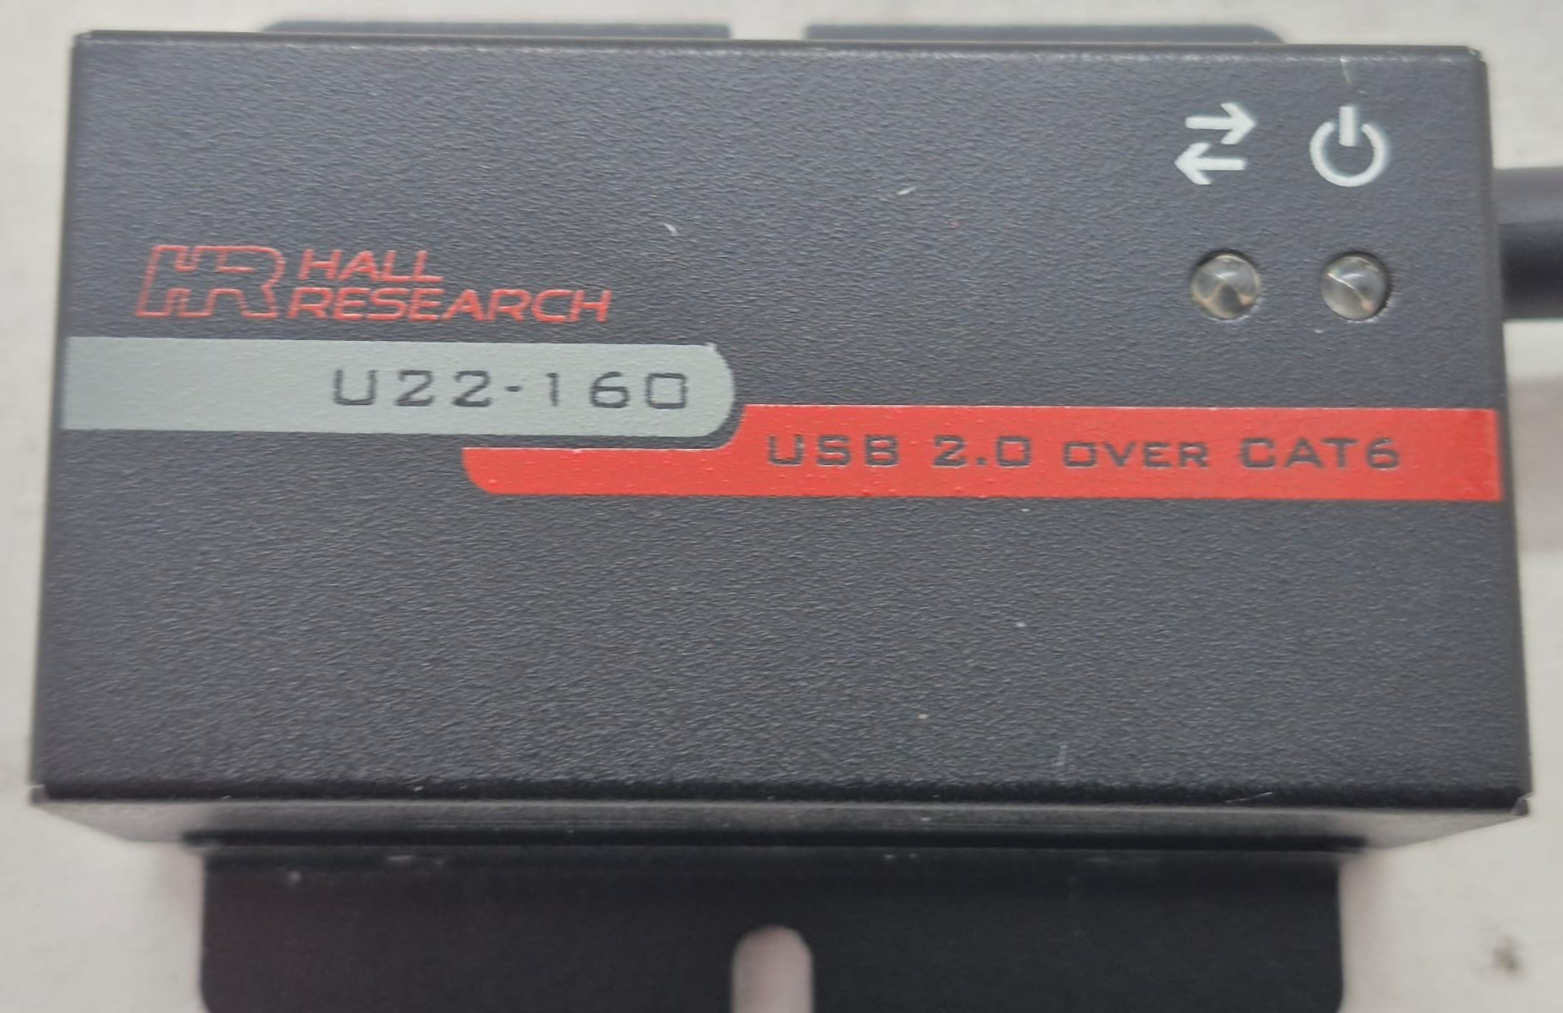 HR HALL
RESEARCH
U22-160
USB 2.0 OVER CAT6